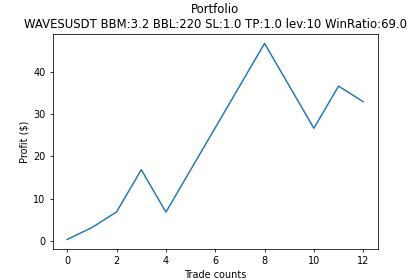 Portfolio
WAVESUSDT BBM:3.2 BBL:220 SL:1.0 TP:1.0 lev:10 WinRatio:69.0
Profit ($)
40
30
20
10
0
0 2 4 6 8 10 12
Trade counts